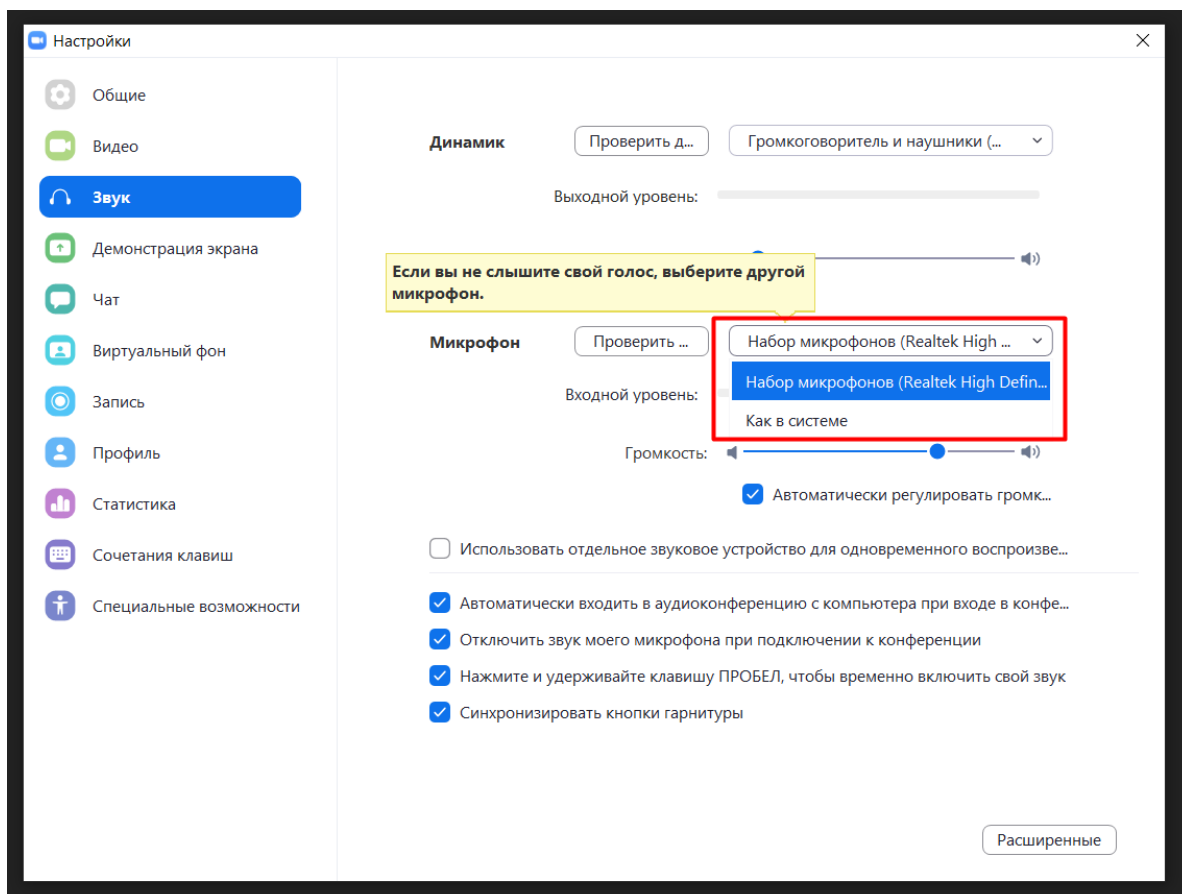 Настройки
Общие
Видео
Звук
Демонстрация экрана
Чат
Виртуальный фон
Запись
Профиль
Статистика
Сочетания клавиш
Специальные возможности
Динамик
Проверить д...
Громкоговоритель и наушники (...
Выходной уровень:
Если вы не слышите свой голос, выберите другой
микрофон.
Микрофон
Проверить ...
Набор микрофонов (Realtek High ...
Набор микрофонов (Realtek High Defin...
Как в системе
Входной уровень:
Громкость:
Автоматически регулировать громк...
Использовать отдельное звуковое устройство для одновременного воспроизве...
Автоматически входить в аудиоконференцию с компьютера при входе в конфе...
Отключить звук моего микрофона при подключении к конференции
Нажмите и удерживайте клавишу ПРОБЕЛ, чтобы временно включить свой звук
Синхронизировать кнопки гарнитуры
Расширенные